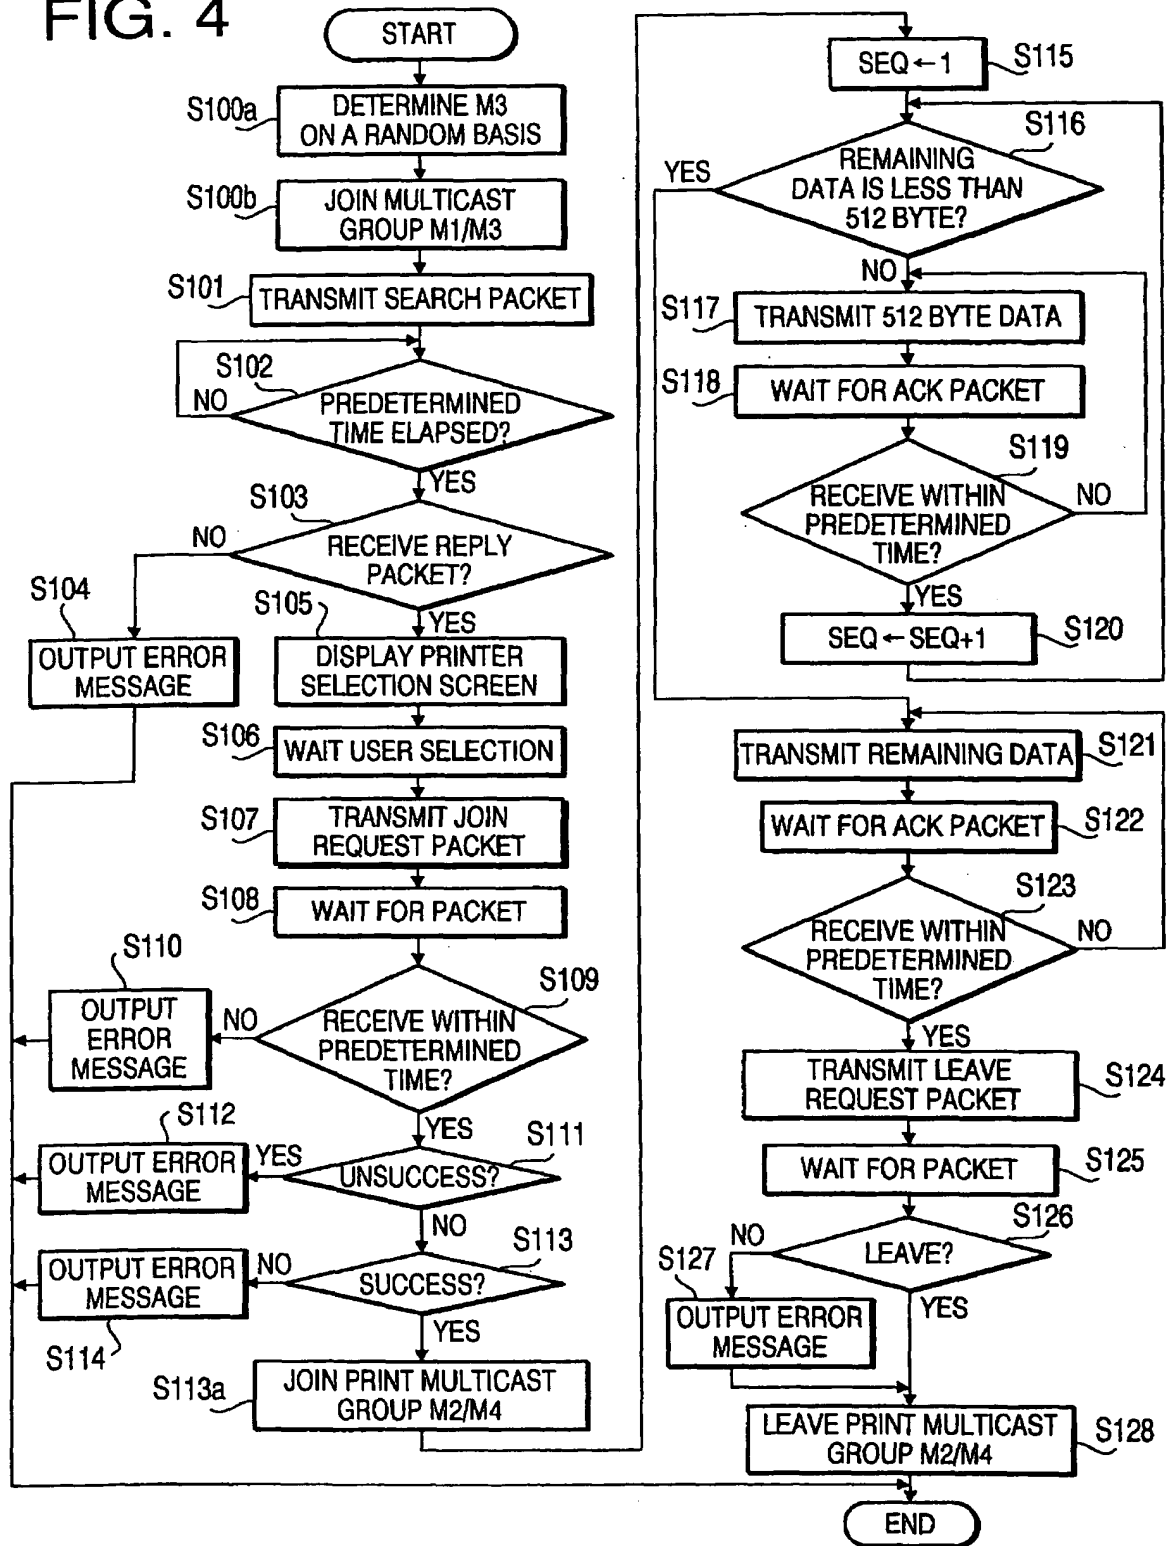 FIG. 4
START
S100a
DETERMINE M3
ON A RANDOM BASIS
S100b
JOIN MULTICAST
GROUP M1/M3
S101
TRANSMIT SEARCH PACKET
S102
NO
PREDETERMINED
TIME ELAPSED?
YES
S103
NO
RECEIVE REPLY
PACKET?
YES
S104
OUTPUT ERROR
MESSAGE
S105
DISPLAY PRINTER
SELECTION SCREEN
S106
WAIT USER SELECTION
S107
TRANSMIT JOIN
REQUEST PACKET
S108
WAIT FOR PACKET
S109
RECEIVE WITHIN
PREDETERMINED
TIME?
NO
S110
OUTPUT
ERROR
MESSAGE
YES
S111
UNSUCCESS?
YES
S112
OUTPUT ERROR
MESSAGE
NO
S113
SUCCESS?
NO
OUTPUT ERROR
MESSAGE
S114
YES
S113a
JOIN PRINT MULTICAST
GROUP M2/M4
SEQ←1
S115
S116
YES
REMAINING
DATA IS LESS THAN
512 BYTE?
NO
S117
TRANSMIT 512 BYTE DATA
S118
WAIT FOR ACK PACKET
S119
RECEIVE WITHIN
PREDETERMINED
TIME?
NO
YES
SEQ←SEQ+1
S120
TRANSMIT REMAINING DATA
S121
WAIT FOR ACK PACKET
S122
S123
RECEIVE WITHIN
PREDETERMINED
TIME?
NO
YES
TRANSMIT LEAVE
REQUEST PACKET
S124
WAIT FOR PACKET
S125
S126
NO
LEAVE?
S127
YES
OUTPUT ERROR
MESSAGE
LEAVE PRINT MULTICAST
GROUP M2/M4
S128
END